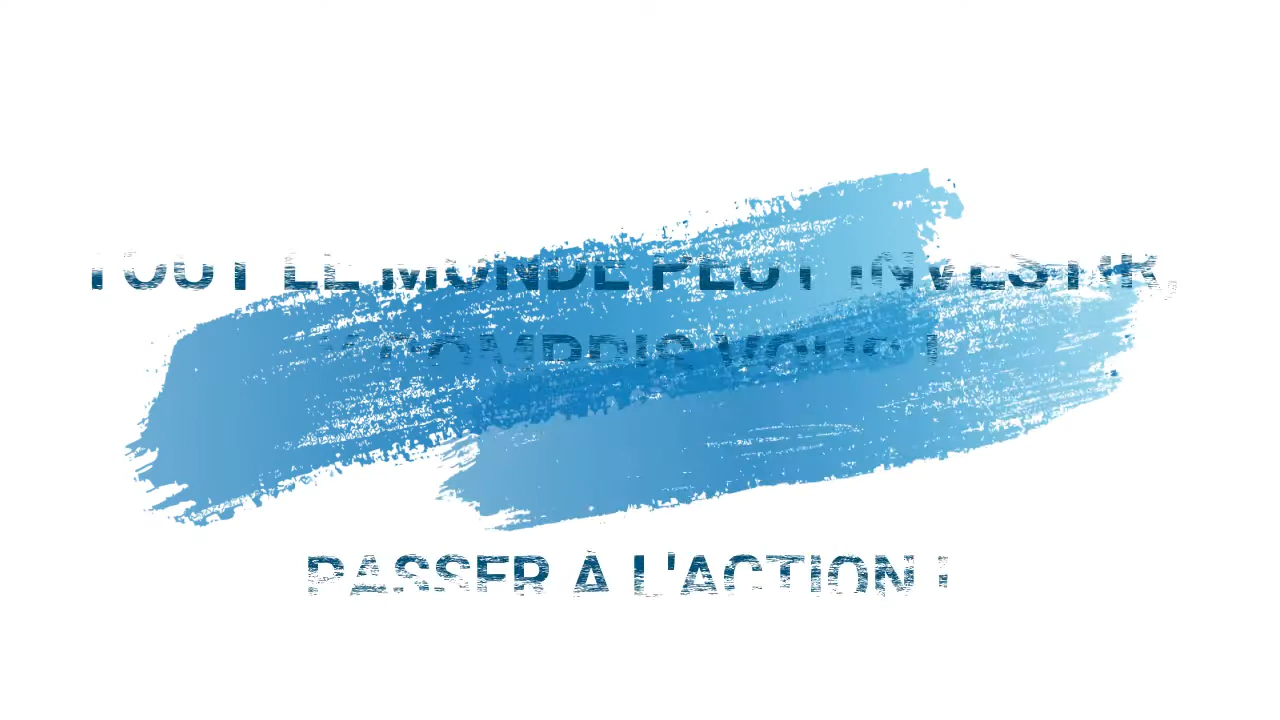 TOUT LE MONDE PEUT INVESTIR,
Y COMPRIS VOUS !
PASSER À L'ACTION !